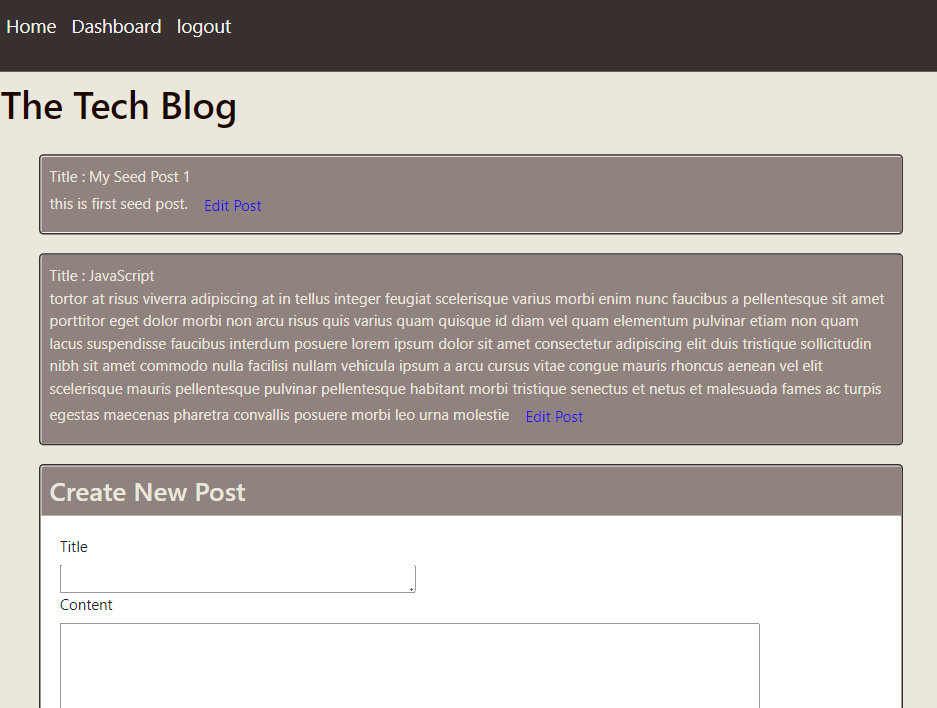 Home Dashboard logout
The Tech Blog
Title : My Seed Post 1
this is first seed post. Edit Post
Title : JavaScript
tortor at risus viverra adipiscing at in tellus integer feugiat scelerisque varius morbi enim nunc faucibus a pellentesque sit amet
porttitor eget dolor morbi non arcu risus quis varius quam quisque id diam vel quam elementum pulvinar etiam non quam
lacus suspendisse faucibus interdum posuere lorem ipsum dolor sit amet consectetur adipiscing elit duis tristique sollicitudin
nibh sit amet commodo nulla facilisi nullam vehicula ipsum a arcu cursus vitae congue mauris rhoncus aenean vel elit
scelerisque mauris pellentesque pulvinar pellentesque habitant morbi tristique senectus et netus et malesuada fames ac turpis
egestas maecenas pharetra convallis posuere morbi leo urna molestie Edit Post
Create New Post
Title
Content